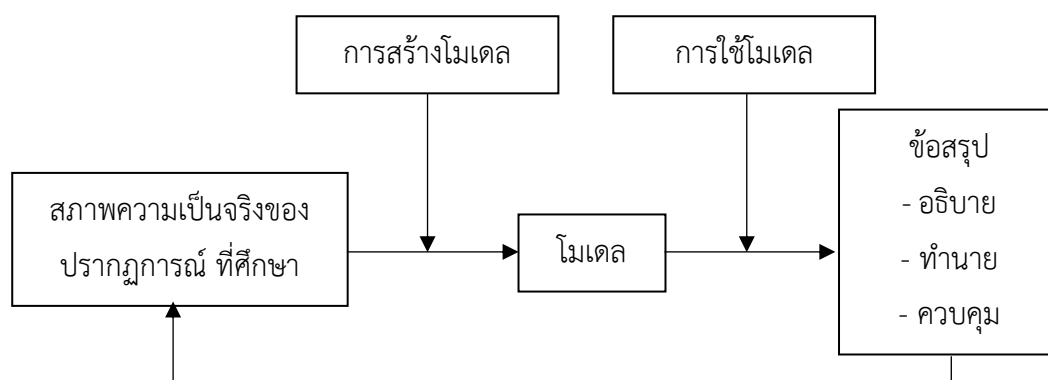 การสร้างโมเดล
การใช้โมเดล
สภาพความเป็นจริงของ
ปรากฏการณ์ ที่ศึกษา
โมเดล
ข้อสรุป
- อธิบาย
- ทำนาย
- ควบคุม